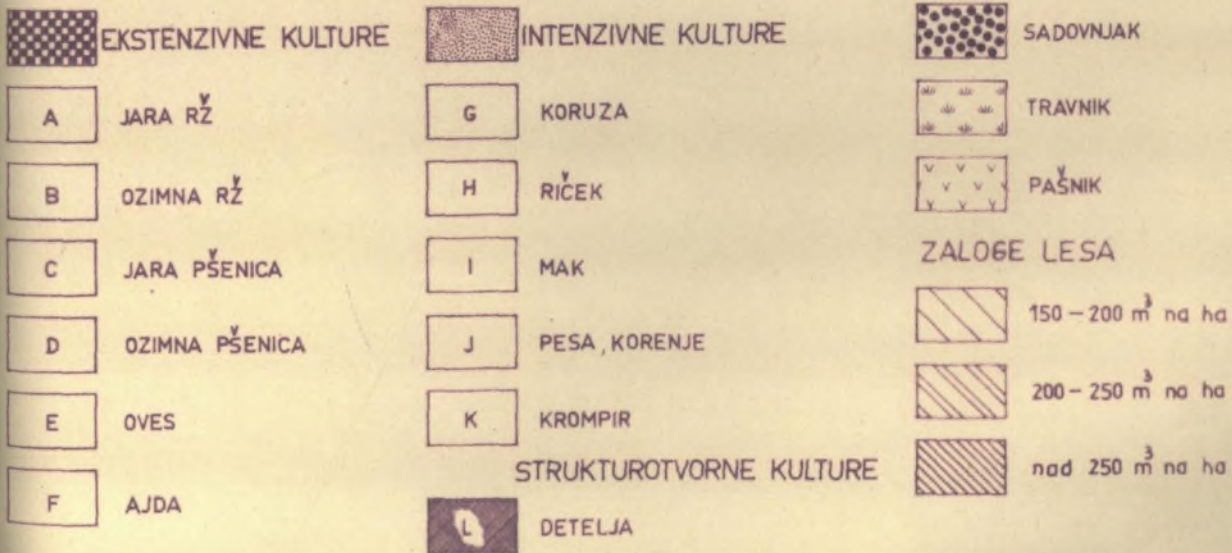 EKSTENZIVNE KULTURE
A JARA RŽ
B OZIMNA RŽ
C JARA PŠENICA
D OZIMNA PŠENICA
E OVES
F AJDA
INTENZIVNE KULTURE
G KORUZA
H RIČEK
I MAK
J PESA, KORENJE
K KROMPIR
STRUKTUROTVORNE KULTURE
L DETELJA
SADOVNJAK
TRAVNIK
PAŠNIK
ZALOGE LESA
150 – 200 m³ na ha
200 – 250 m³ na ha
nad 250 m³ na ha